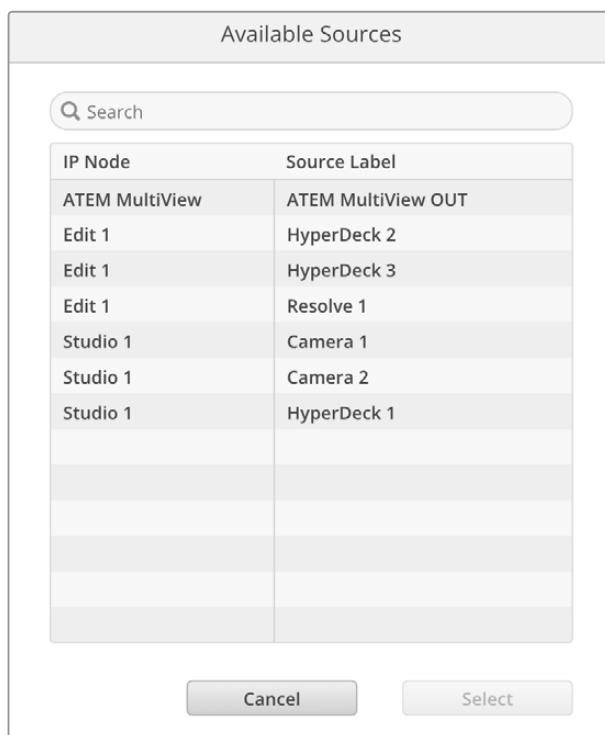 Available Sources
Search
IP Node Source Label
ATEM MultiView ATEM MultiView OUT
Edit 1 HyperDeck 2
Edit 1 HyperDeck 3
Edit 1 Resolve 1
Studio 1 Camera 1
Studio 1 Camera 2
Studio 1 HyperDeck 1
Cancel Select